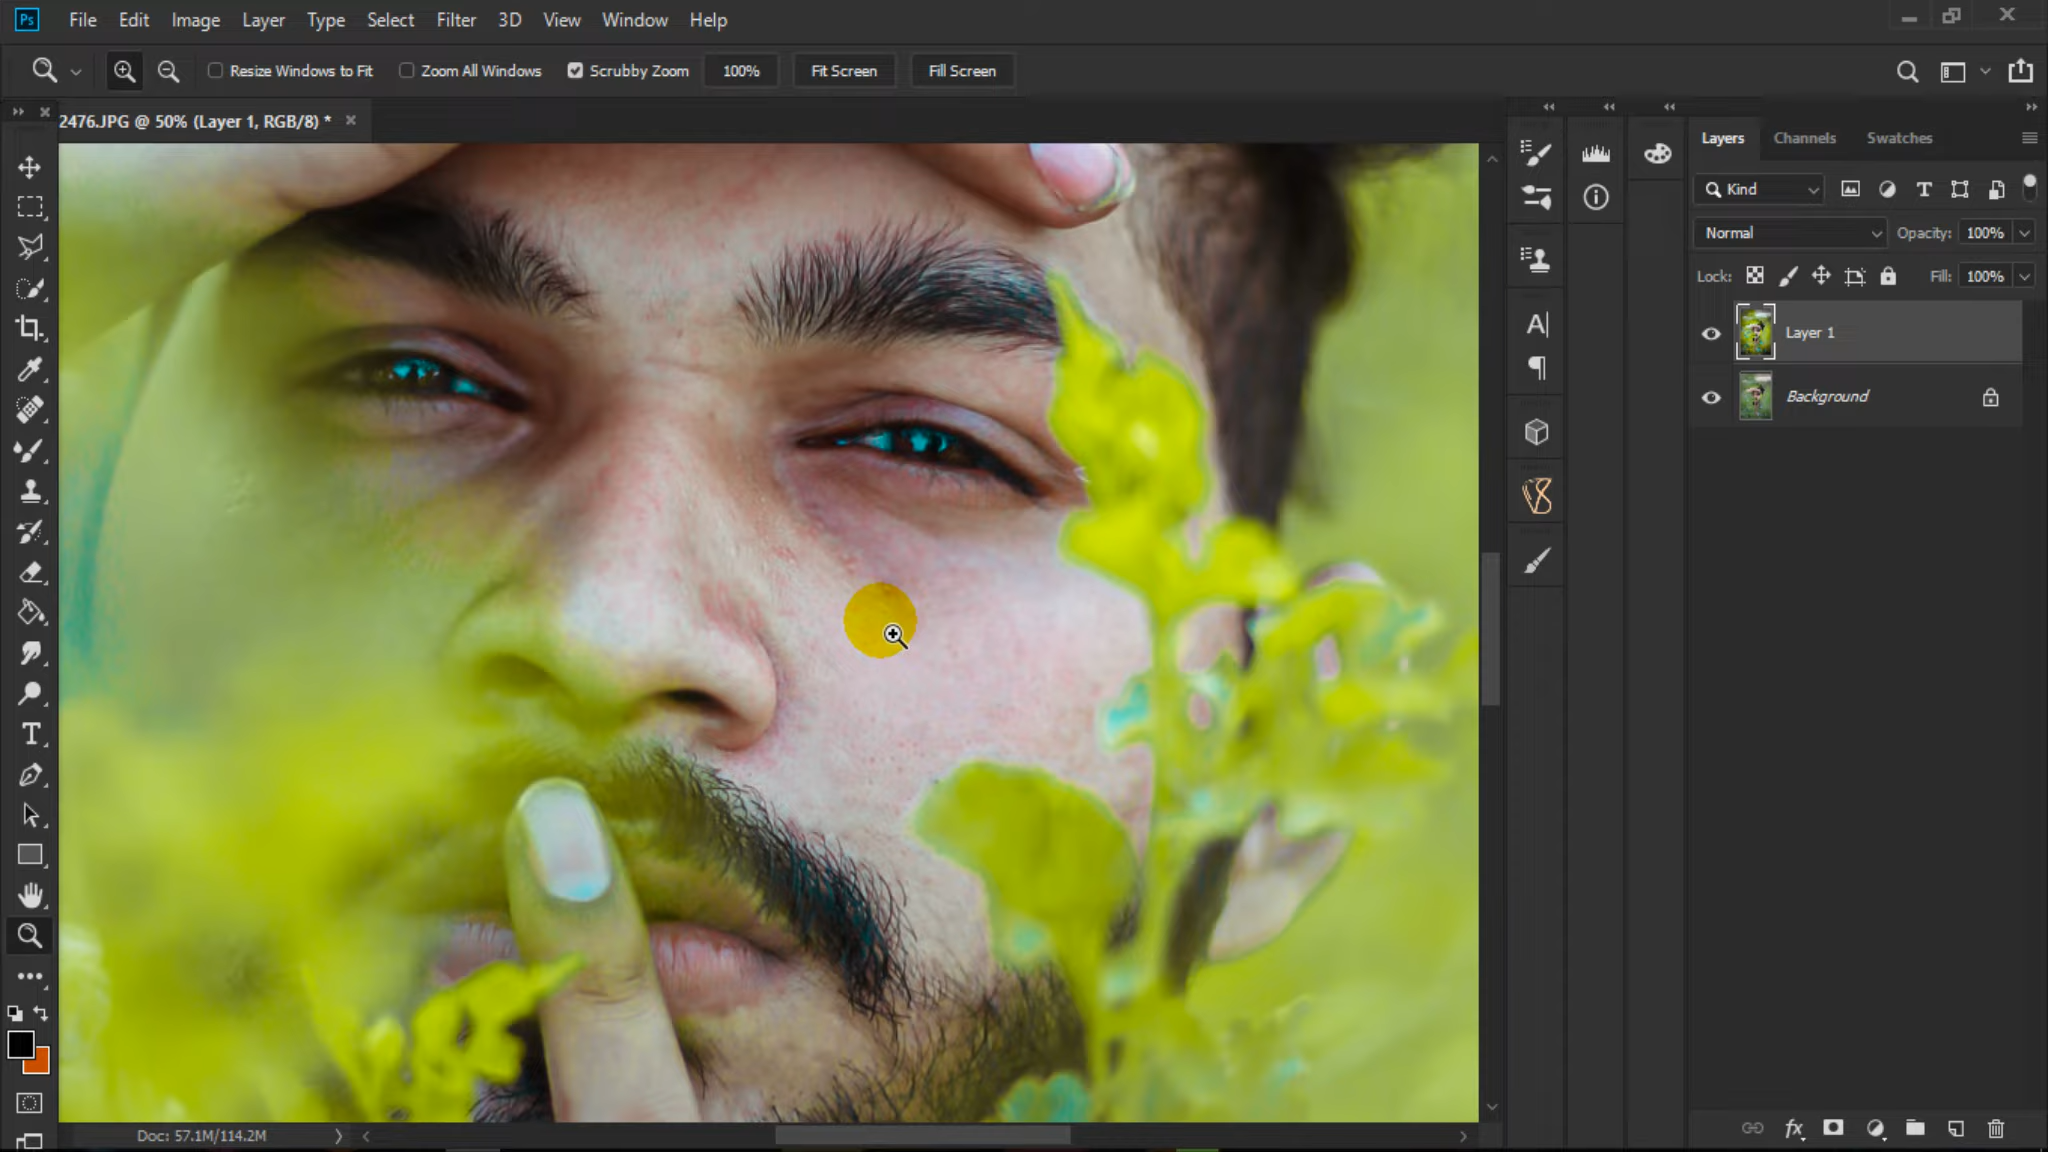 Ps File Edit Image Layer Type Select Filter 3D View Window Help
Resize Windows to Fit Zoom All Windows Scrubby Zoom 100% Fit Screen Fill Screen
2476.JPG @ 50% (Layer 1, RGB/8) *
Layers Channels Swatches
Kind
Normal Opacity: 100%
Lock: Fill: 100%
Layer 1
Background
Doc: 57.1M/114.2M